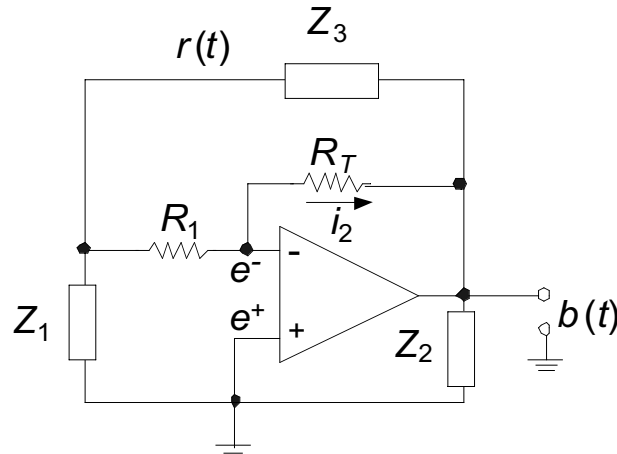 Z3
r(t)
RT
i2
R1
e-
-
e+
+
Z1
Z2
b(t)